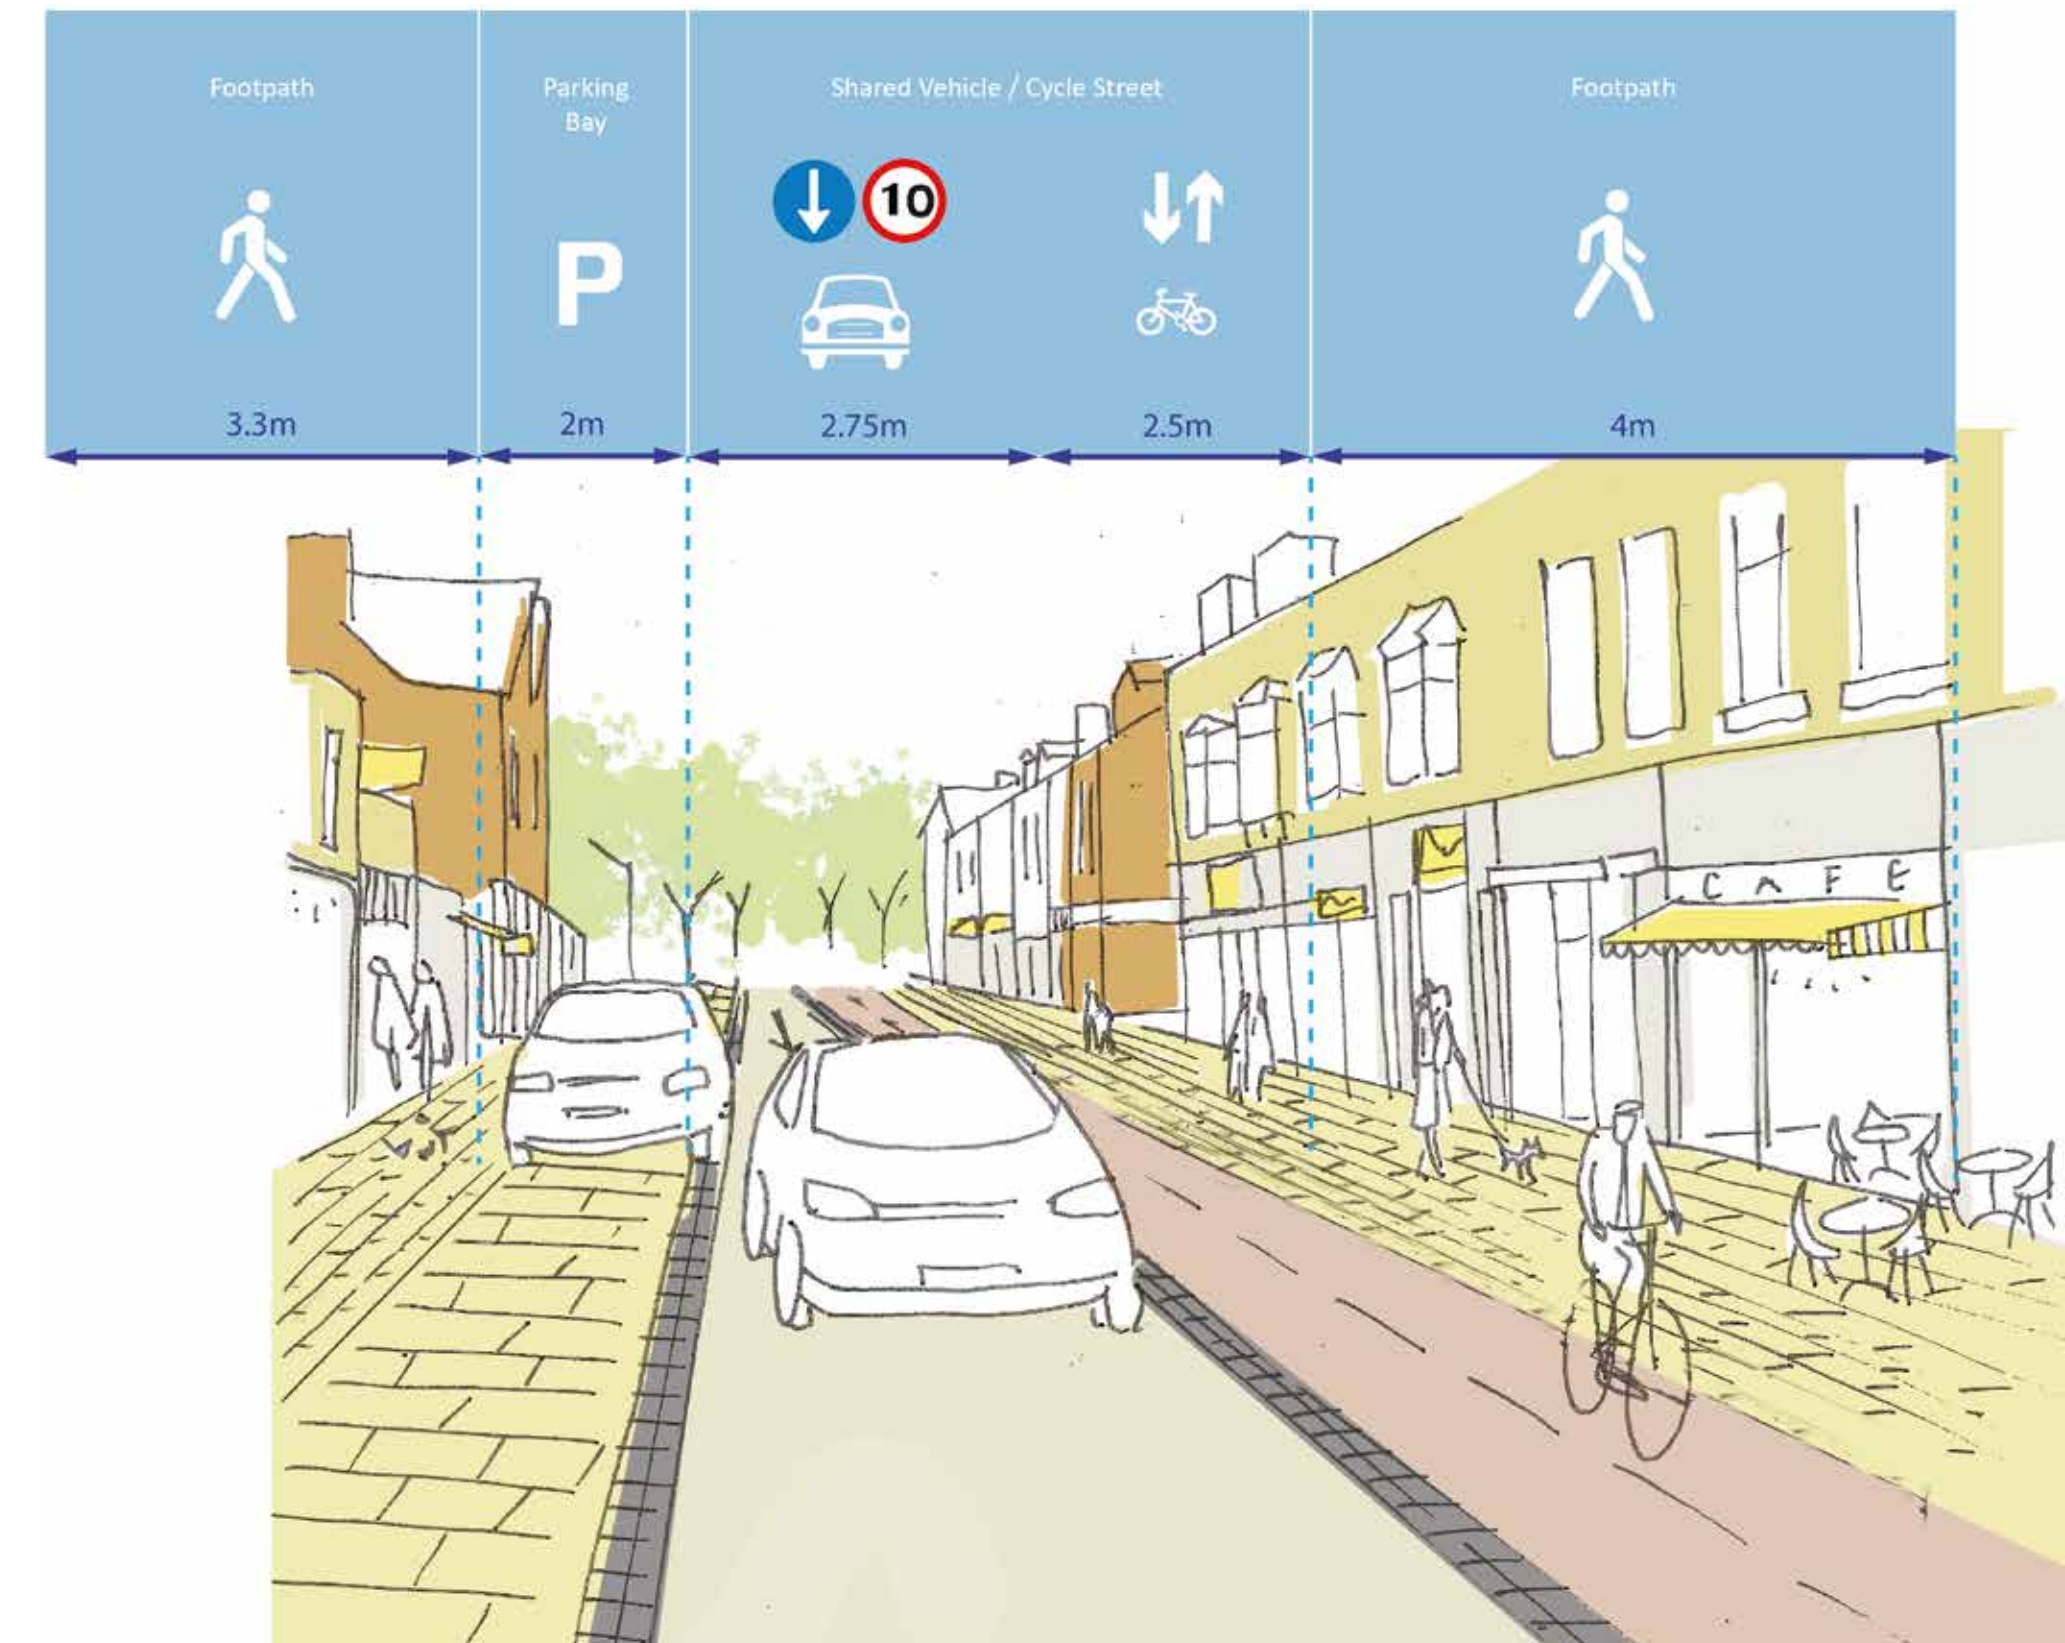 Footpath
Parking
Bay
Shared Vehicle / Cycle Street
Footpath
10
P
3.3m
2m
2.75m
2.5m
4m
CAFE